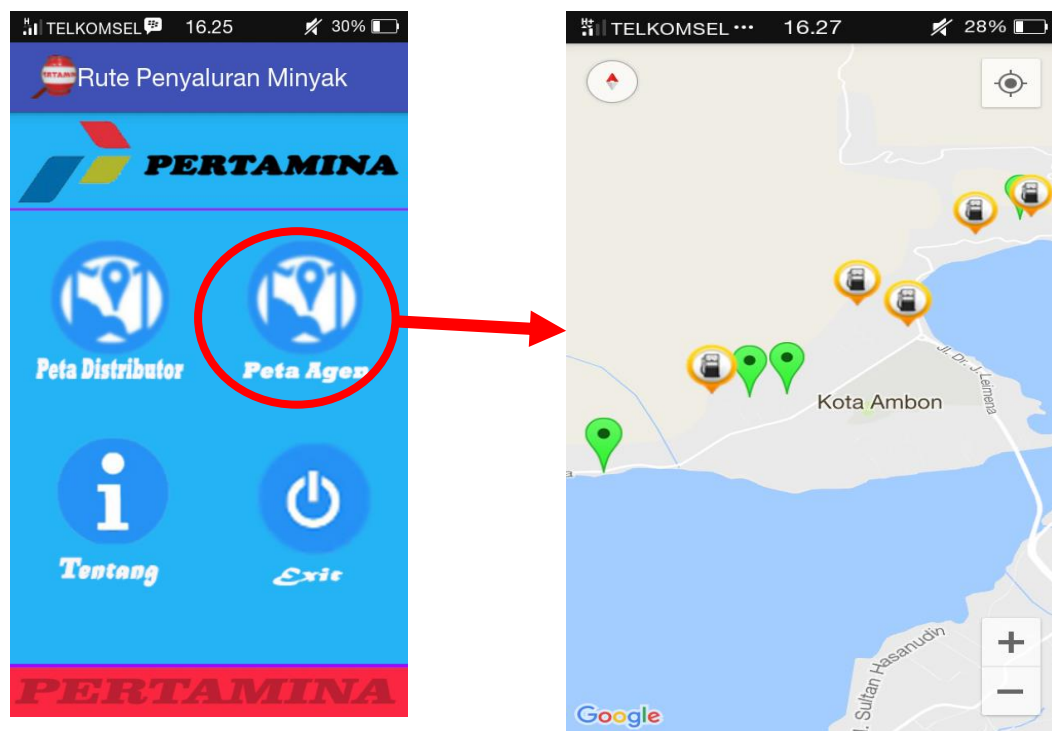 TELKOMSEL 16.25 30%
Rute Penyaluran Minyak
PERTAMINA
Peta Distributor
Peta Agen
Tentang
Exit
PERTAMINA
H+ TELKOMSEL ··· 16.27 28%
Kota Ambon
Jl. Dr. J. Leimena
Sultan Hasanudin
+
−
Google